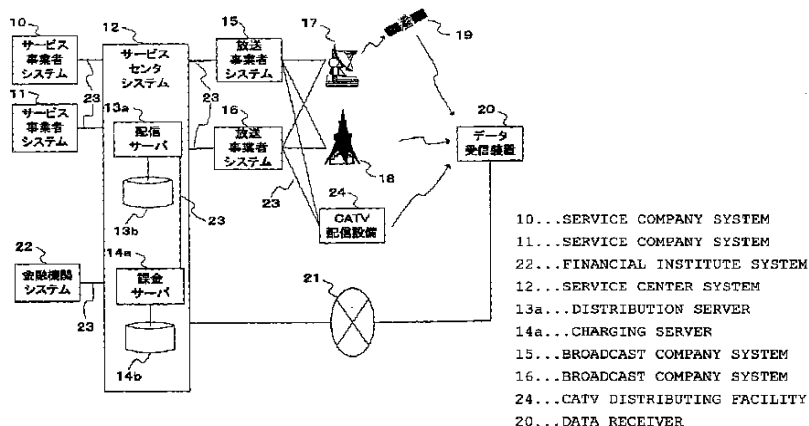 10
サービス
事業者
システム
11
サービス
事業者
システム
23
12
サービス
センタ
システム
13a
配信
サーバ
13b
23
14a
課金
サーバ
14b
22
金融機関
システム
23
23
15
放送
事業者
システム
16
放送
事業者
システム
23
17
18
19
24
CATV
配信設備
20
データ
受信装置
21
10...SERVICE COMPANY SYSTEM
11...SERVICE COMPANY SYSTEM
22...FINANCIAL INSTITUTE SYSTEM
12...SERVICE CENTER SYSTEM
13a...DISTRIBUTION SERVER
14a...CHARGING SERVER
15...BROADCAST COMPANY SYSTEM
16...BROADCAST COMPANY SYSTEM
24...CATV DISTRIBUTING FACILITY
20...DATA RECEIVER